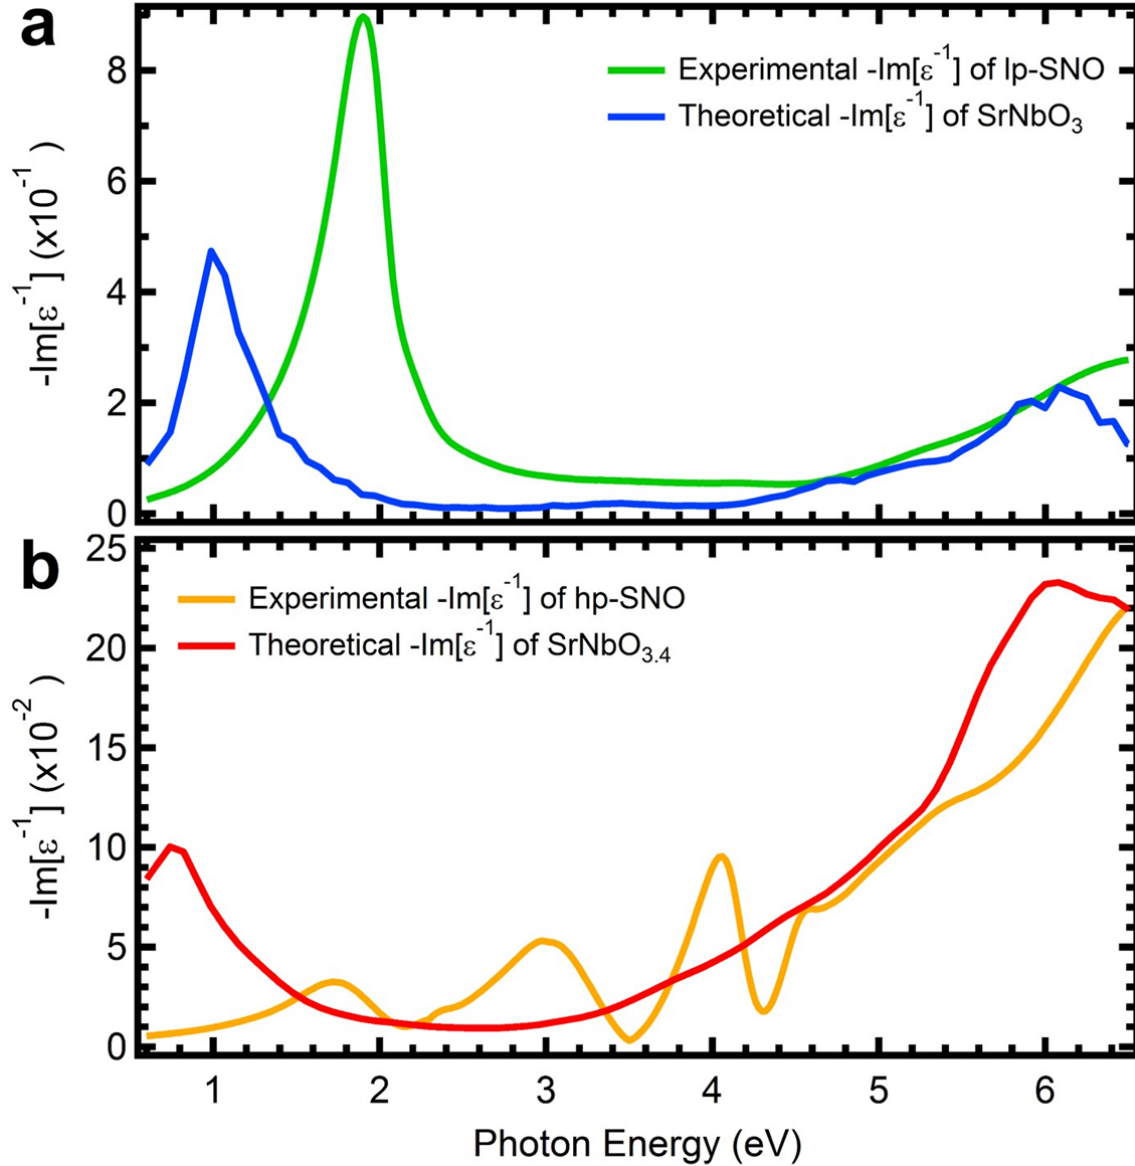 a
8
6
4
2
0
-Im[ε⁻¹] (x10⁻¹ )
Experimental -Im[ε⁻¹] of lp-SNO
Theoretical -Im[ε⁻¹] of SrNbO₃
b
25
20
15
10
5
0
-Im[ε⁻¹] (x10⁻² )
Experimental -Im[ε⁻¹] of hp-SNO
Theoretical -Im[ε⁻¹] of SrNbO₃.₄
1 2 3 4 5 6
Photon Energy (eV)